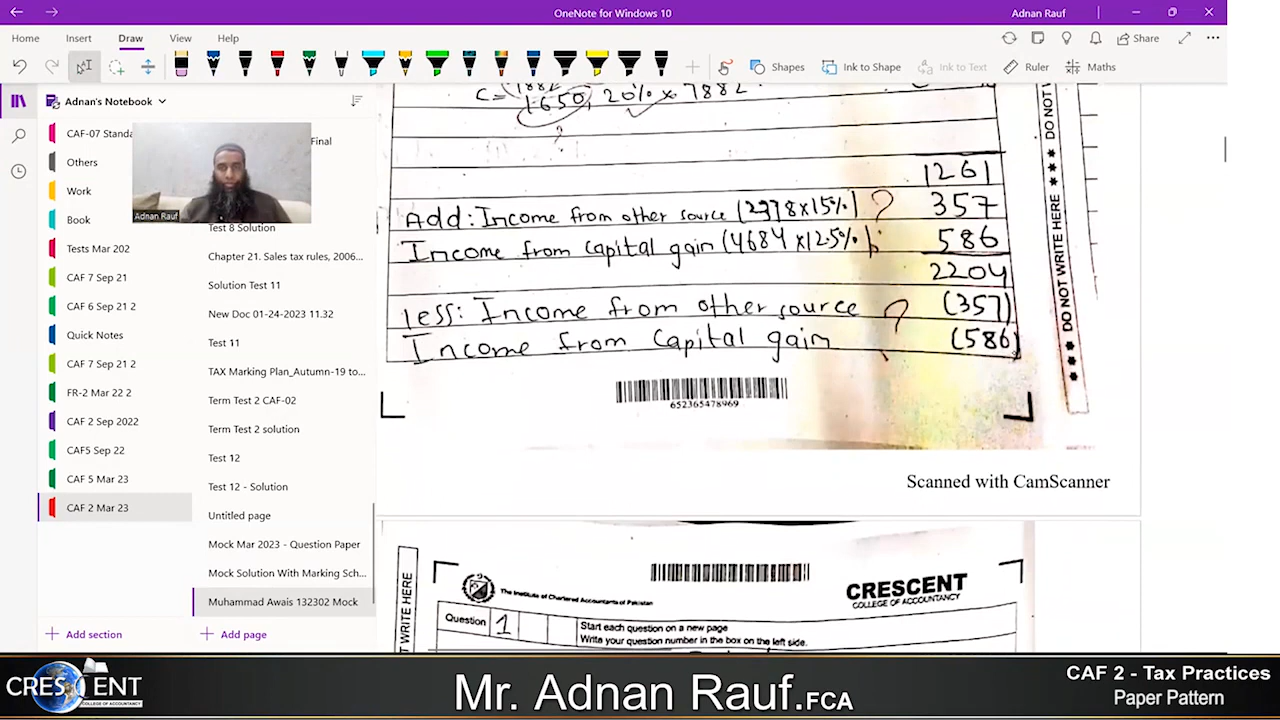 OneNote for Windows 10
Adnan Rauf
Home
Insert
Draw
View
Help
Share
Shapes
Ink to Shape
Ink to Text
Ruler
Maths
Adnan's Notebook
CAF-07 Standa
Others
Work
Book
Tests Mar 202
CAF 7 Sep 21
CAF 6 Sep 21 2
Quick Notes
CAF 7 Sep 21 2
FR-2 Mar 22 2
CAF 2 Sep 2022
CAF5 Sep 22
CAF 5 Mar 23
CAF 2 Mar 23
Add section
Final
Adnan Rauf
Test 8 Solution
Chapter 21. Sales tax rules, 2006...
Solution Test 11
New Doc 01-24-2023 11.32
Test 11
TAX Marking Plan_Autumn-19 to...
Term Test 2 CAF-02
Term Test 2 solution
Test 12
Test 12 - Solution
Untitled page
Mock Mar 2023 - Question Paper
Mock Solution With Marking Sch...
Muhammad Awais 132302 Mock
Add page
1650, 20% x 7882
?
1261
Add: Income from other source (2378x15%) ? 357
Income from capital gain (4684 x12.5%) 586
2204
less: Income from other source ? (357)
Income from Capital gain (586)
*** DO NOT WRITE HERE *** DO NOT
652365478969
Scanned with CamScanner
WRITE HERE
The Institute of Chartered Accountants of Pakistan
CRESCENT
COLLEGE OF ACCOUNTANCY
Question 1
Start each question on a new page
Write your question number in the box on the left side.
CRESCENT
COLLEGE OF ACCOUNTANCY
Mr. Adnan Rauf.FCA
CAF 2 - Tax Practices
Paper Pattern